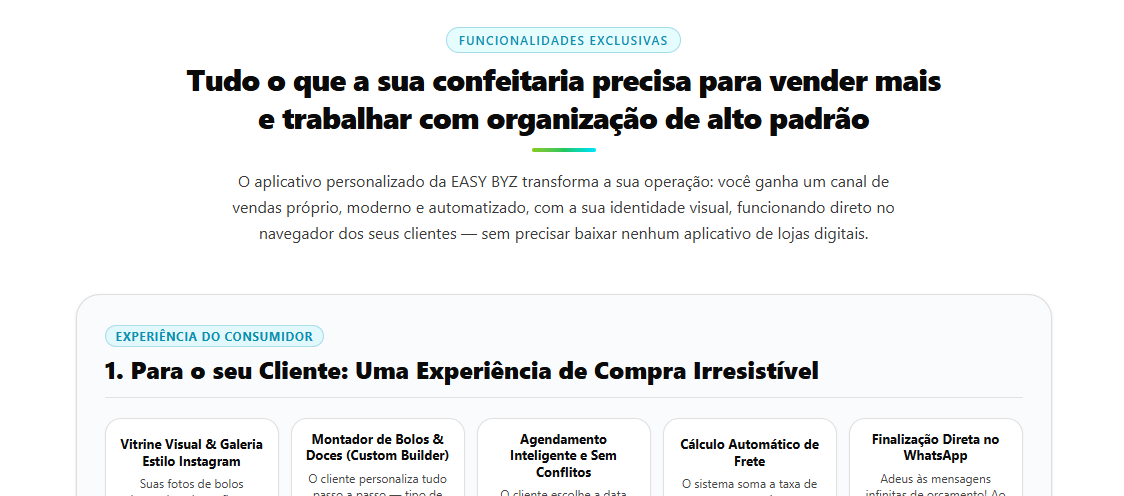 FUNCIONALIDADES EXCLUSIVAS
Tudo o que a sua confeitaria precisa para vender mais
e trabalhar com organização de alto padrão
O aplicativo personalizado da EASY BYZ transforma a sua operação: você ganha um canal de
vendas próprio, moderno e automatizado, com a sua identidade visual, funcionando direto no
navegador dos seus clientes — sem precisar baixar nenhum aplicativo de lojas digitais.
EXPERIÊNCIA DO CONSUMIDOR
1. Para o seu Cliente: Uma Experiência de Compra Irresistível
Vitrine Visual & Galeria
Estilo Instagram
Suas fotos de bolos
Montador de Bolos &
Doces (Custom Builder)
O cliente personaliza tudo
passo a passo — tipo de
Agendamento
Inteligente e Sem
Conflitos
O cliente escolhe a data
Cálculo Automático de
Frete
O sistema soma a taxa de
Finalização Direta no
WhatsApp
Adeus às mensagens
infinitas de orçamento! Ao